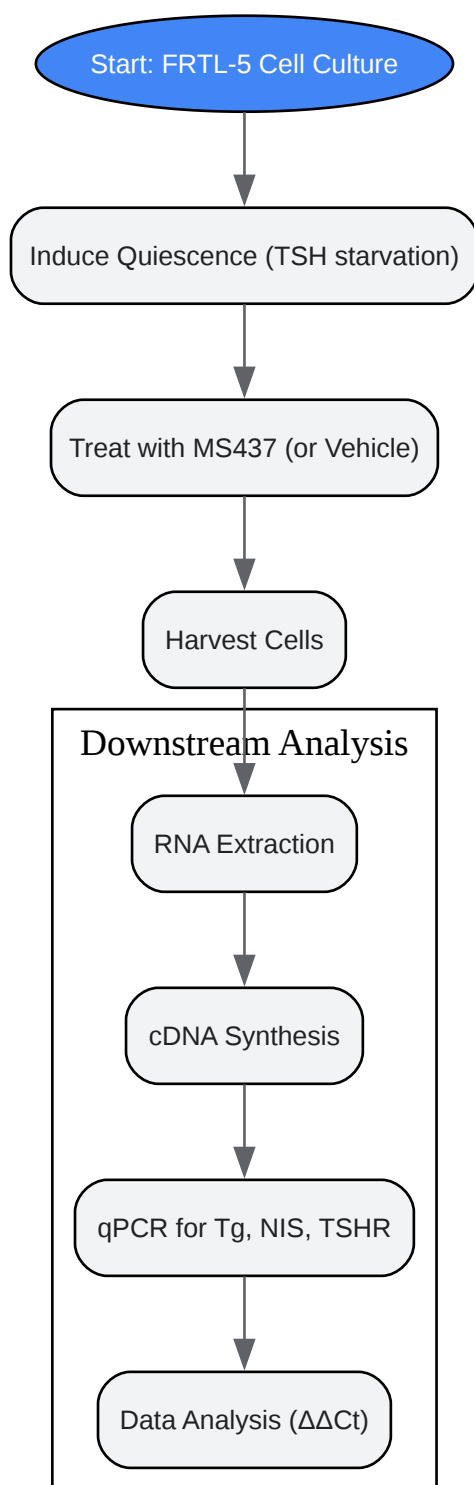 Start: FRTL-5 Cell Culture
Induce Quiescence (TSH starvation)
Treat with MS437 (or Vehicle)
Harvest Cells
Downstream Analysis
RNA Extraction
cDNA Synthesis
qPCR for Tg, NIS, TSHR
Data Analysis (ΔΔCt)